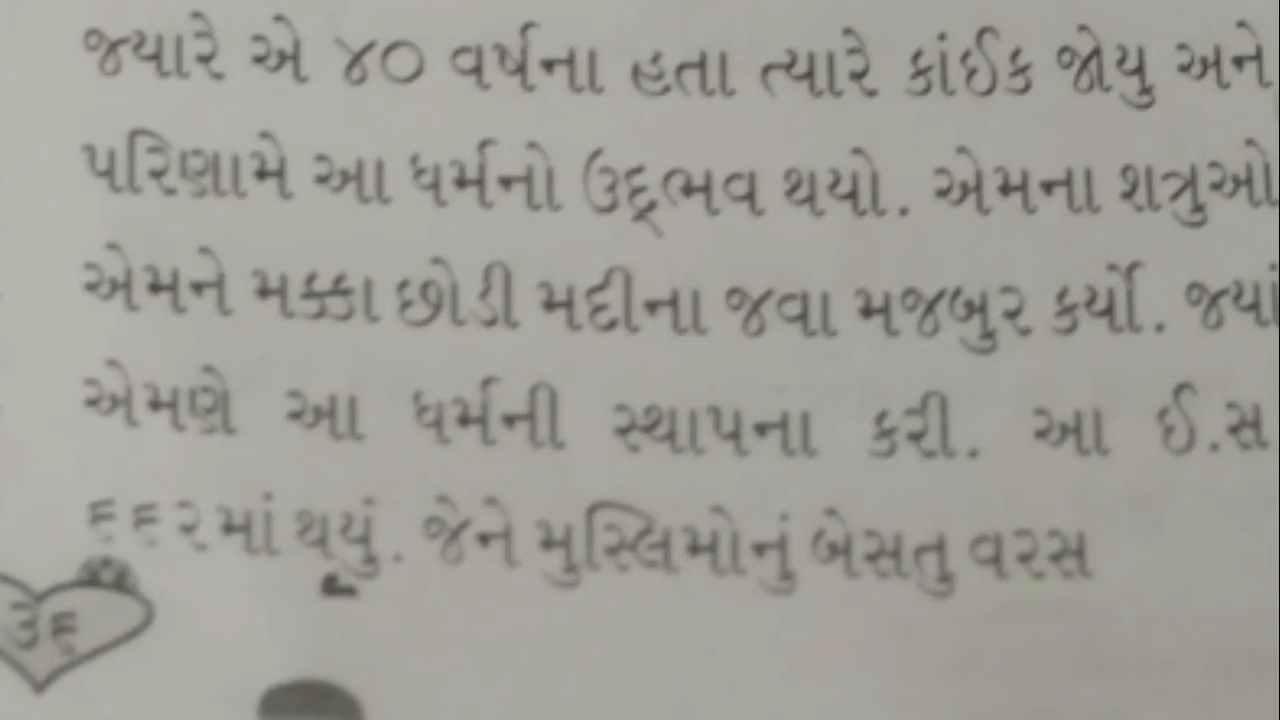 જ્યારે એ ૪૦ વર્ષના હતા ત્યારે કાંઈક જોયુ અને
પરિણામે આ ધર્મનો ઉદ્દ્ભવ થયો. એમના શત્રુઓ
એમને મક્કા છોડી મદીના જવા મજબુર કર્યો. જ્યાં
એમણે આ ધર્મની સ્થાપના કરી. આ ઈ.સ
૬૬૨માં થયું. જેને મુસ્લિમોનું બેસતુ વરસ
૩૬